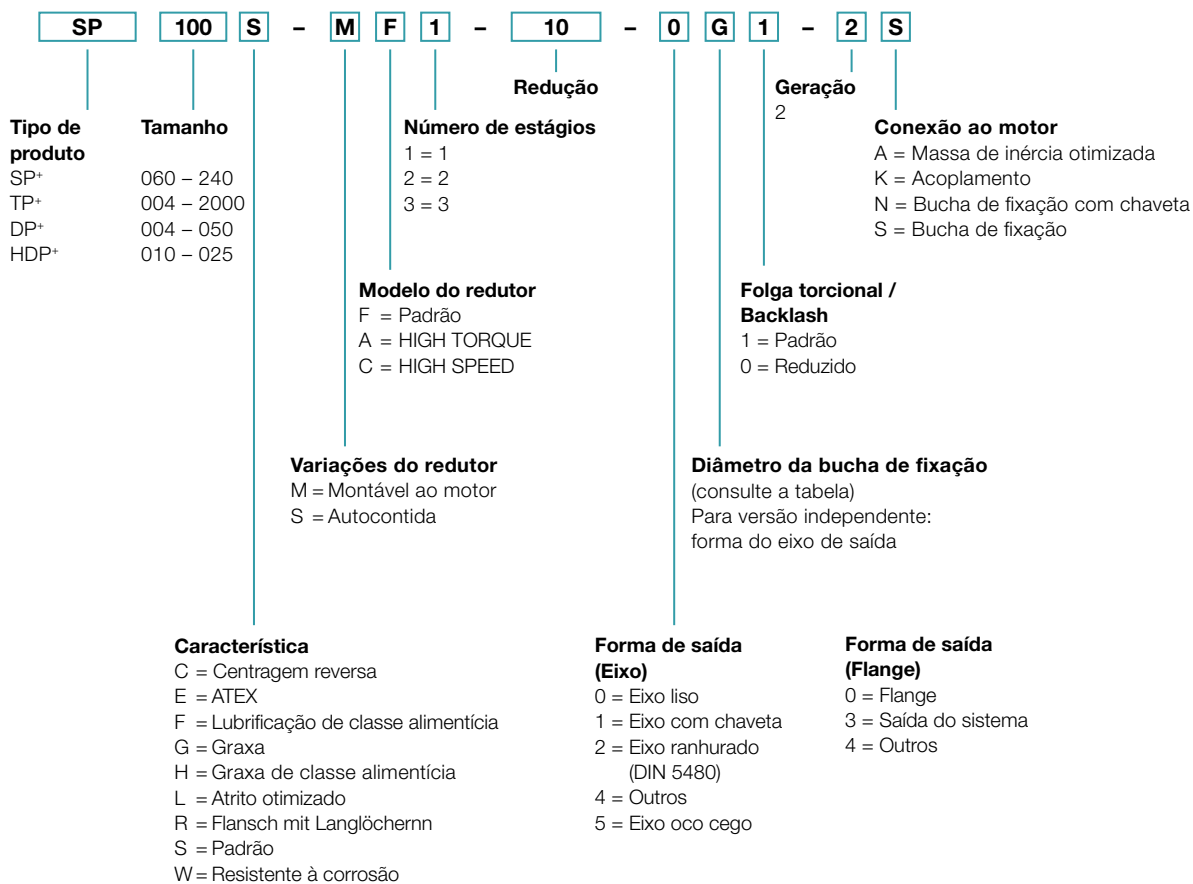 SP 100 S – M F 1 – 10 – 0 G 1 – 2 S
Tipo de
produto
SP+
TP+
DP+
HDP+
Tamanho
060 – 240
004 – 2000
004 – 050
010 – 025
Número de estágios
1 = 1
2 = 2
3 = 3
Redução
Geração
2
Conexão ao motor
A = Massa de inércia otimizada
K = Acoplamento
N = Bucha de fixação com chaveta
S = Bucha de fixação
Modelo do redutor
F = Padrão
A = HIGH TORQUE
C = HIGH SPEED
Folga torcional /
Backlash
1 = Padrão
0 = Reduzido
Variações do redutor
M = Montável ao motor
S = Autocontida
Diâmetro da bucha de fixação
(consulte a tabela)
Para versão independente:
forma do eixo de saída
Característica
C = Centragem reversa
E = ATEX
F = Lubrificação de classe alimentícia
G = Graxa
H = Graxa de classe alimentícia
L = Atrito otimizado
R = Flansch mit Langlöchernn
S = Padrão
W = Resistente à corrosão
Forma de saída
(Eixo)
0 = Eixo liso
1 = Eixo com chaveta
2 = Eixo ranhurado
(DIN 5480)
4 = Outros
5 = Eixo oco cego
Forma de saída
(Flange)
0 = Flange
3 = Saída do sistema
4 = Outros